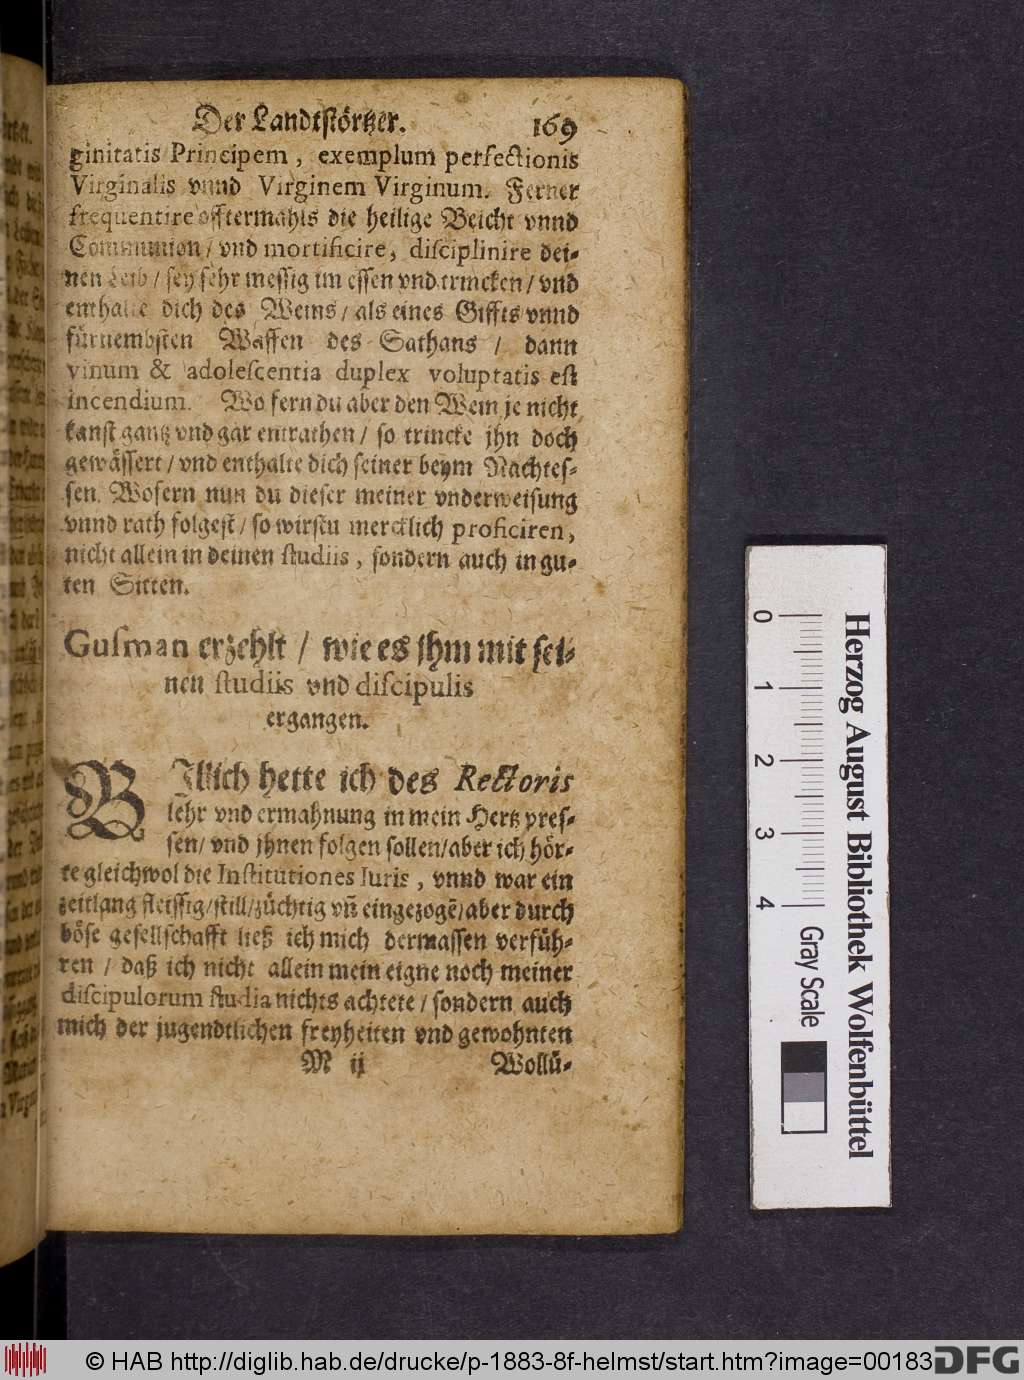 Der Landtstörtzer. 169
ginitatis Principem, exemplum perfectionis
Virginalis vnnd Virginem Virginum. Ferner
frequentire offtermahls die heilige Beicht vnnd
Communion / vnd mortificire, disciplinire dei-
nen Leib / sey sehr messig im essen vnd trincken / vnd
enthalte dich des Weins / als eines Giffts vnnd
fürnembsten Waffen des Sathans / dann
vinum & adolescentia duplex voluptatis est
incendium. Wo fern du aber den Wein je nicht
kanst gantz vnd gar entrathen / so trincke jhn doch
gewässert / vnd enthalte dich seiner beym Nachtes-
sen. Wofern nun du dieser meiner vnderweisung
vnnd rath folgest / so wirstu mercklich proficiren,
nicht allein in deinen studiis, sondern auch in gu-
ten Sitten.
Gusman erzehlt / wie es jhm mit sei-
nen studiis vnd discipulis
ergangen.
BIllich hette ich des Rectoris
lehr vnd ermahnung in mein Hertz pres-
sen / vnd jhnen folgen sollen / aber ich hör-
te gleichwol die Institutiones Iuris, vnnd war ein
zeitlang fleissig / still / züchtig vñ eingezogẽ / aber durch
böse gesellschafft ließ ich mich dermassen verfüh-
ren / daß ich nicht allein mein eigne noch meiner
discipulorum studia nichts achtete / sondern auch
mich der jugendtlichen freyheiten vnd gewohnten
M ij Wollü-
Herzog August Bibliothek Wolfenbüttel
0 1 2 3 4 Gray Scale
© HAB http://diglib.hab.de/drucke/p-1883-8f-helmst/start.htm?image=00183 DFG